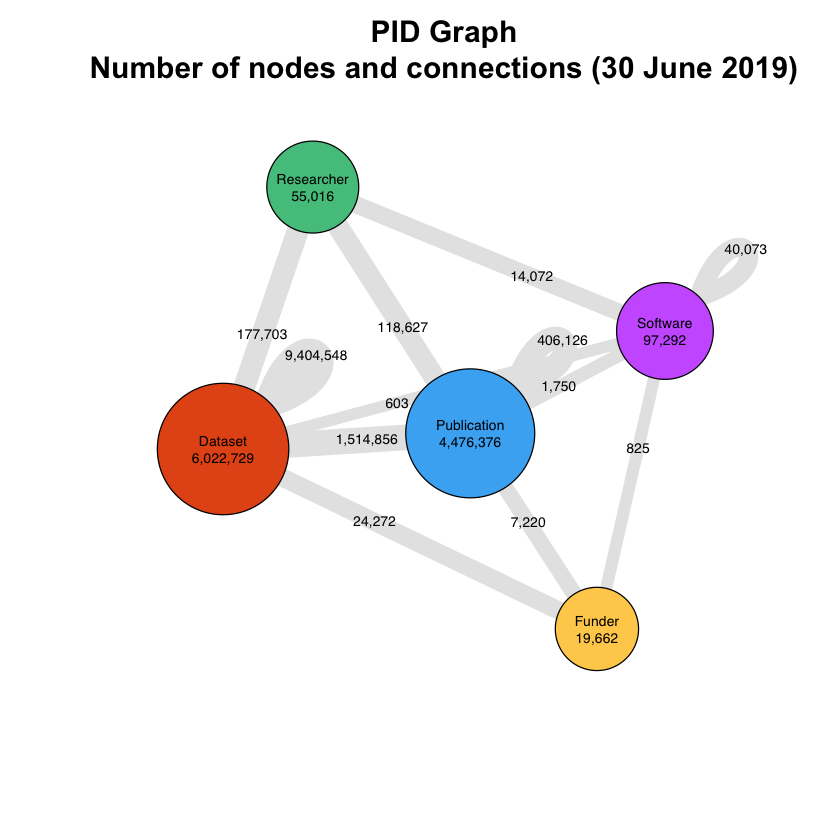 PID Graph
Number of nodes and connections (30 June 2019)
Researcher
55,016
40,073
14,072
Software
97,292
177,703
118,627
406,126
9,404,548
1,750
603
Publication
4,476,376
Dataset
6,022,729
1,514,856
825
24,272
7,220
Funder
19,662